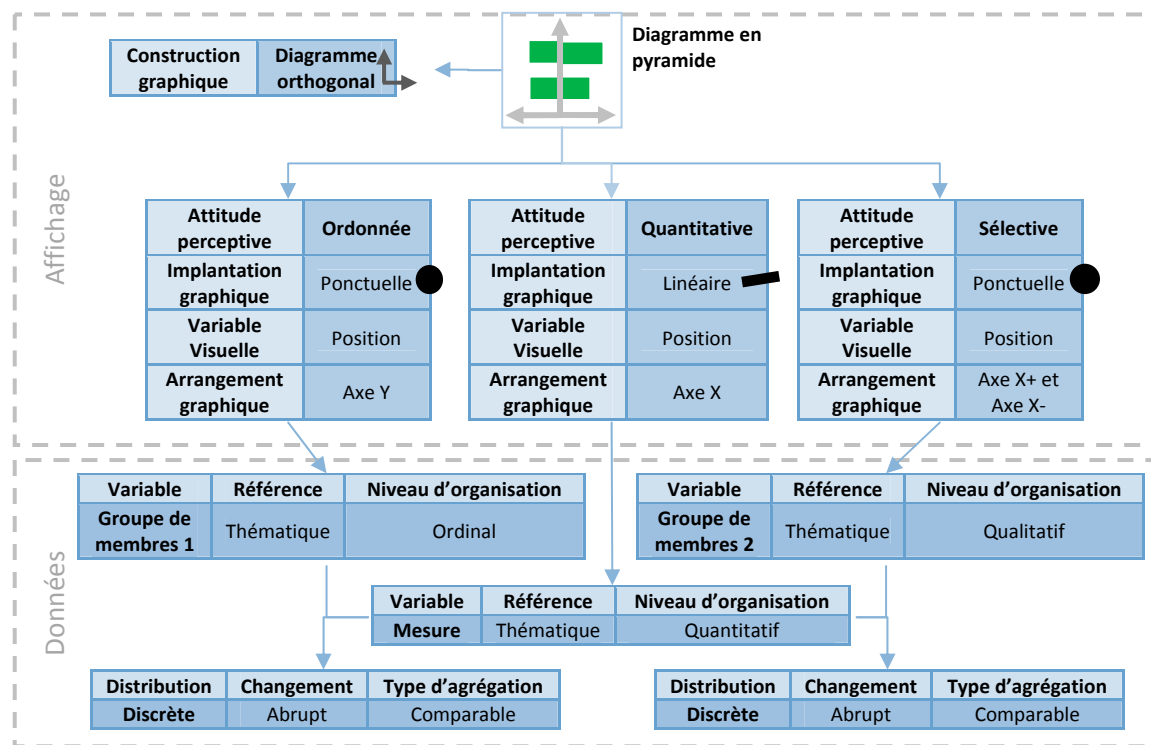 Diagramme en
pyramide
Construction
graphique
Diagramme
orthogonal
Affichage
Attitude
perceptive
Ordonnée
Implantation
graphique
Ponctuelle
Variable
Visuelle
Position
Arrangement
graphique
Axe Y
Attitude
perceptive
Quantitative
Implantation
graphique
Linéaire
Variable
Visuelle
Position
Arrangement
graphique
Axe X
Attitude
perceptive
Sélective
Implantation
graphique
Ponctuelle
Variable
Visuelle
Position
Arrangement
graphique
Axe X+ et
Axe X-
Données
Variable Référence Niveau d'organisation
Groupe de
membres 1
Thématique Ordinal
Variable Référence Niveau d'organisation
Groupe de
membres 2
Thématique Qualitatif
Variable Référence Niveau d'organisation
Mesure Thématique Quantitatif
Distribution Changement Type d'agrégation
Discrète Abrupt Comparable
Distribution Changement Type d'agrégation
Discrète Abrupt Comparable